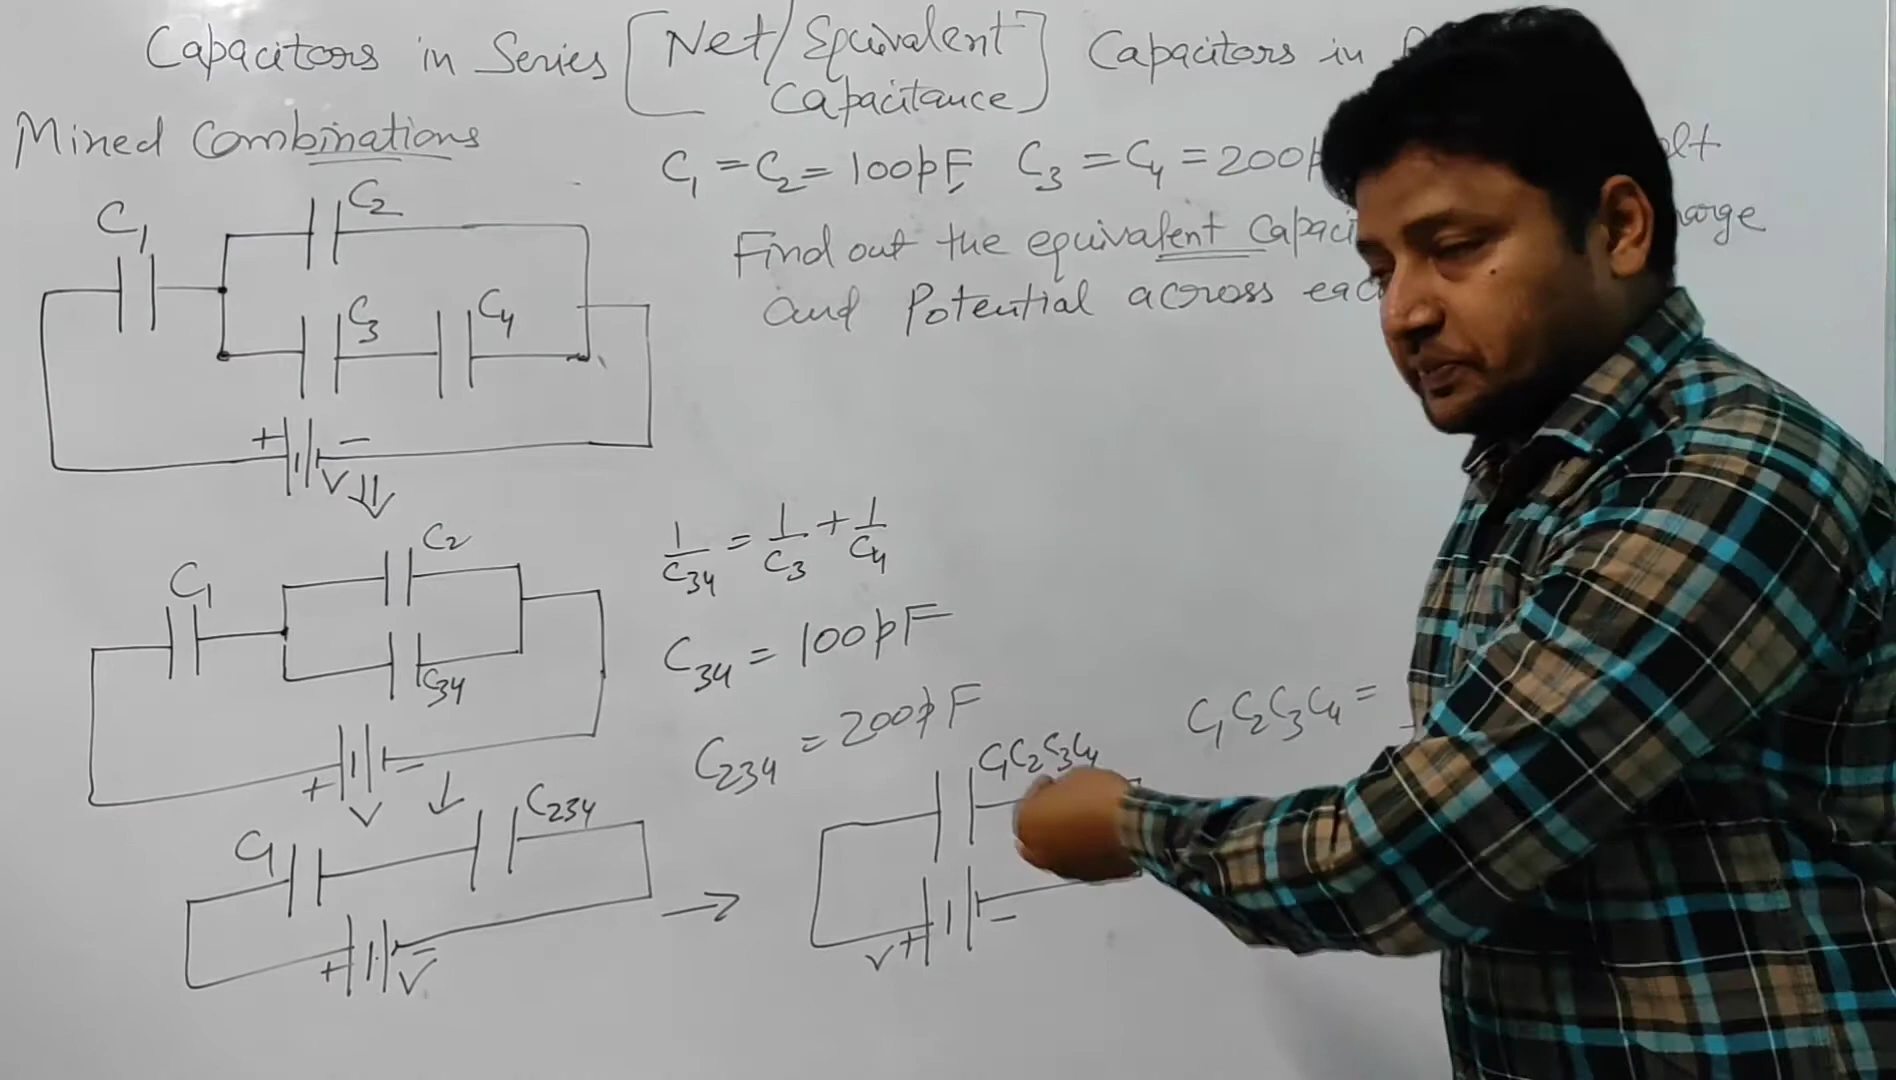 Capacitors in Series [Net/Equivalent Capacitance] Capacitors in
Mixed Combinations
C₁ = C₂ = 100pF C₃ = C₄ = 200p
Find out the equivalent Capaci
and Potential across eac
C₁
C₂
C₃
C₄
+
−
V
⇓
1/C₃₄ = 1/C₃ + 1/C₄
C₃₄ = 100pF
C₂₃₄ = 200pF
C₁
C₂
C₃₄
+
−
V
↓
C₁
C₂₃₄
+
−
V
→
C₁C₂C₃C₄
V
+
−
C₁C₂C₃C₄ =